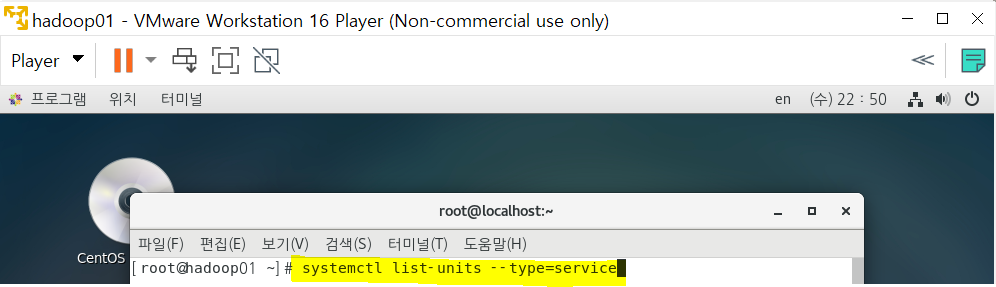 hadoop01 - VMware Workstation 16 Player (Non-commercial use only)
Player
프로그램 위치 터미널 en (수) 22 : 50
root@localhost:~
파일(F) 편집(E) 보기(V) 검색(S) 터미널(T) 도움말(H)
CentOS
[root@hadoop01 ~]# systemctl list-units --type=service